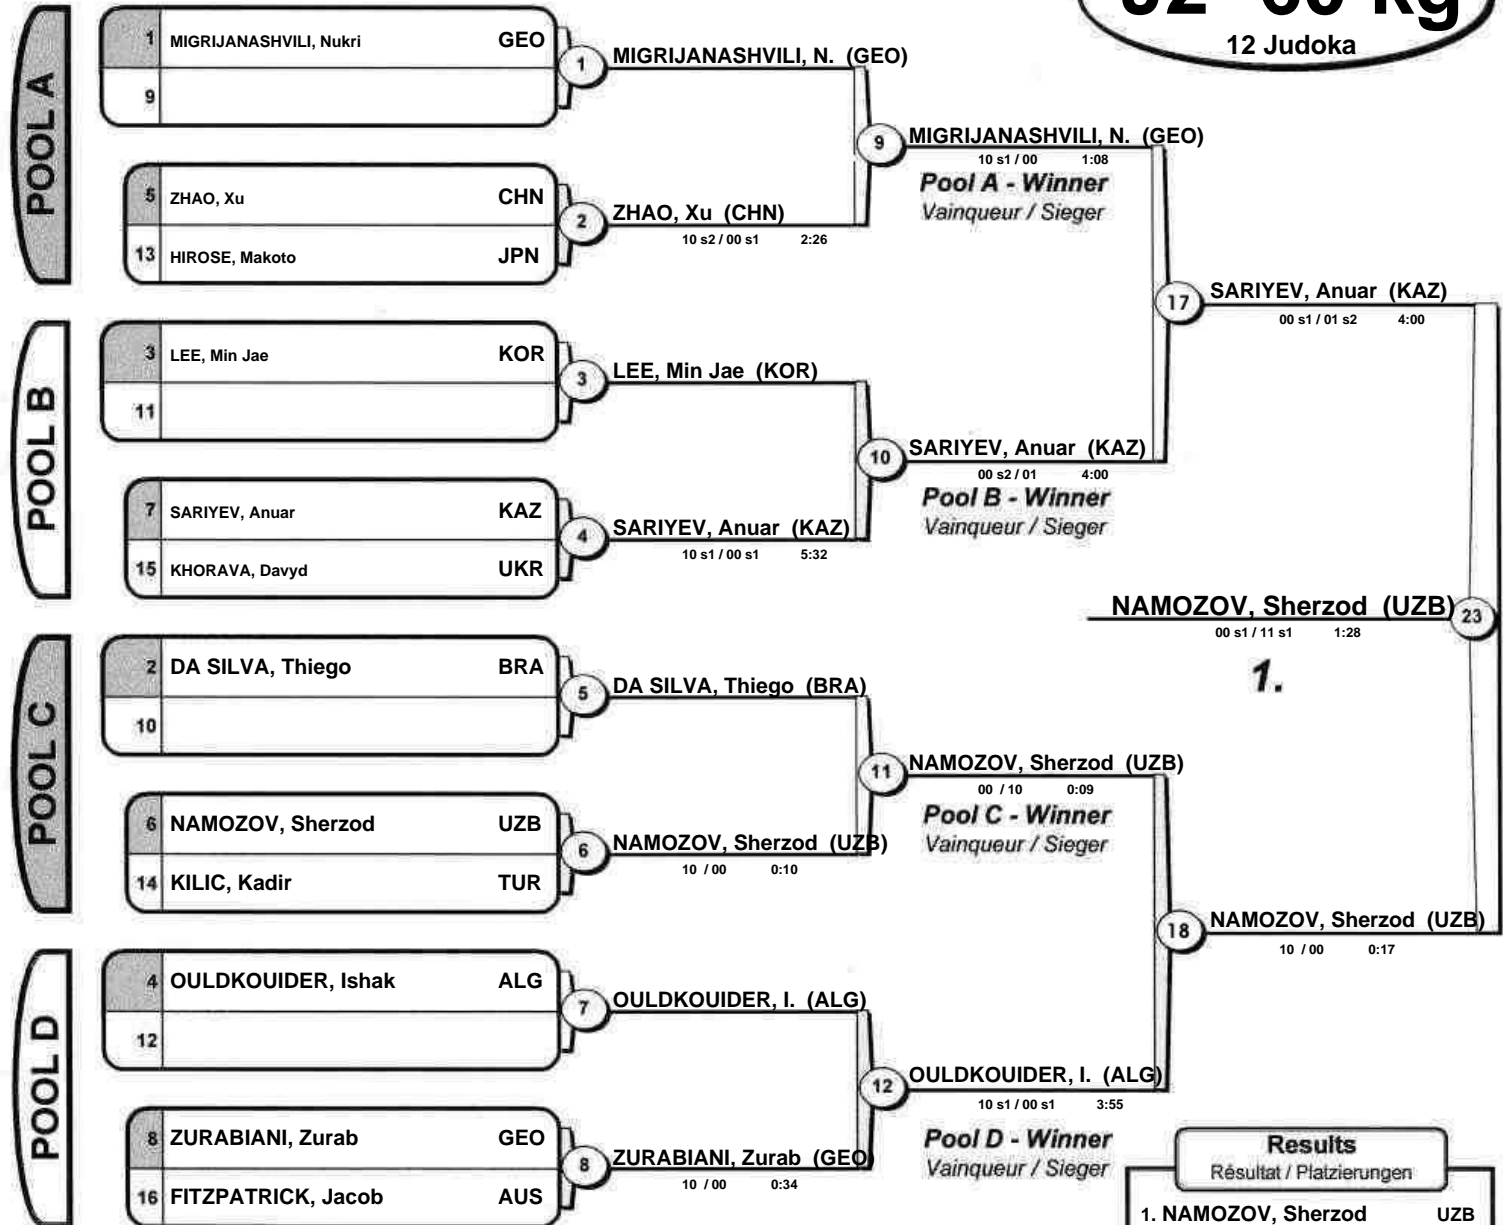 J2 -60 kg
12 Judoka
POOL A
1 MIGRIJANASHVILI, Nukri GEO
9
1
MIGRIJANASHVILI, N. (GEO)
5 ZHAO, Xu CHN
13 HIROSE, Makoto JPN
2
ZHAO, Xu (CHN)
10 s2 / 00 s1 2:26
9
MIGRIJANASHVILI, N. (GEO)
10 s1 / 00 1:08
Pool A - Winner
Vainqueur / Sieger
POOL B
3 LEE, Min Jae KOR
11
3
LEE, Min Jae (KOR)
7 SARIYEV, Anuar KAZ
15 KHORAVA, Davyd UKR
4
SARIYEV, Anuar (KAZ)
10 s1 / 00 s1 5:32
10
SARIYEV, Anuar (KAZ)
00 s2 / 01 4:00
Pool B - Winner
Vainqueur / Sieger
17
SARIYEV, Anuar (KAZ)
00 s1 / 01 s2 4:00
NAMOZOV, Sherzod (UZB)
23
00 s1 / 11 s1 1:28
1.
POOL C
2 DA SILVA, Thiego BRA
10
5
DA SILVA, Thiego (BRA)
6 NAMOZOV, Sherzod UZB
14 KILIC, Kadir TUR
6
NAMOZOV, Sherzod (UZB)
10 / 00 0:10
11
NAMOZOV, Sherzod (UZB)
00 / 10 0:09
Pool C - Winner
Vainqueur / Sieger
POOL D
4 OULDKOUIDER, Ishak ALG
12
7
OULDKOUIDER, I. (ALG)
8 ZURABIANI, Zurab GEO
16 FITZPATRICK, Jacob AUS
8
ZURABIANI, Zurab (GEO)
10 / 00 0:34
12
OULDKOUIDER, I. (ALG)
10 s1 / 00 s1 3:55
Pool D - Winner
Vainqueur / Sieger
18
NAMOZOV, Sherzod (UZB)
10 / 00 0:17
Results
Résultat / Platzierungen
1. NAMOZOV, Sherzod UZB